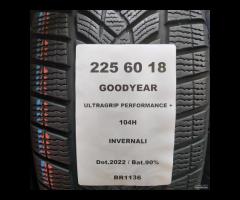 225 60 18
GOODYEAR
ULTRAGRIP PERFORMANCE +
104H
INVERNALI
Dot.2022 / Bat.90%
BR1136